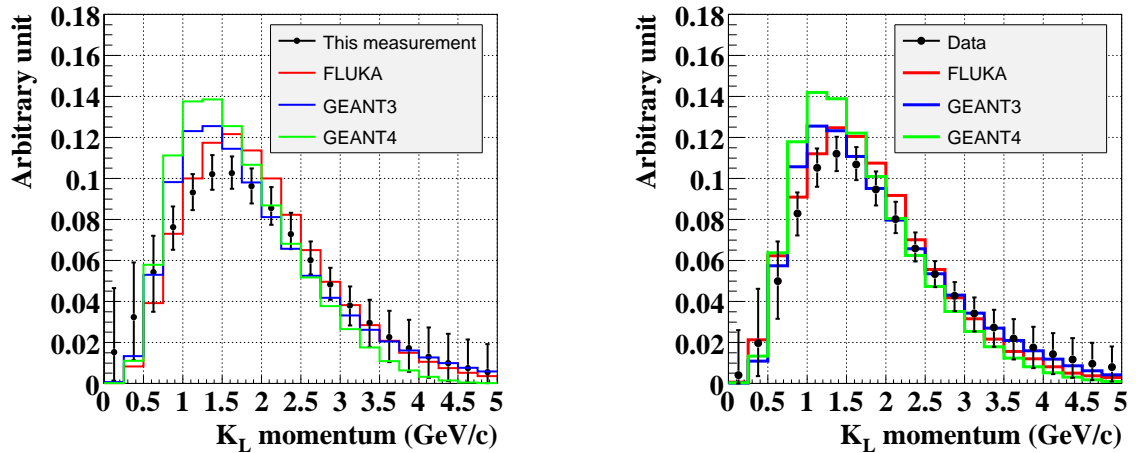 Arbitrary unit
0.18
0.16
0.14
0.12
0.1
0.08
0.06
0.04
0.02
0
This measurement
FLUKA
GEANT3
GEANT4
0 0.5 1 1.5 2 2.5 3 3.5 4 4.5 5
K_L momentum (GeV/c)
Arbitrary unit
0.18
0.16
0.14
0.12
0.1
0.08
0.06
0.04
0.02
0
Data
FLUKA
GEANT3
GEANT4
0 0.5 1 1.5 2 2.5 3 3.5 4 4.5 5
K_L momentum (GeV/c)